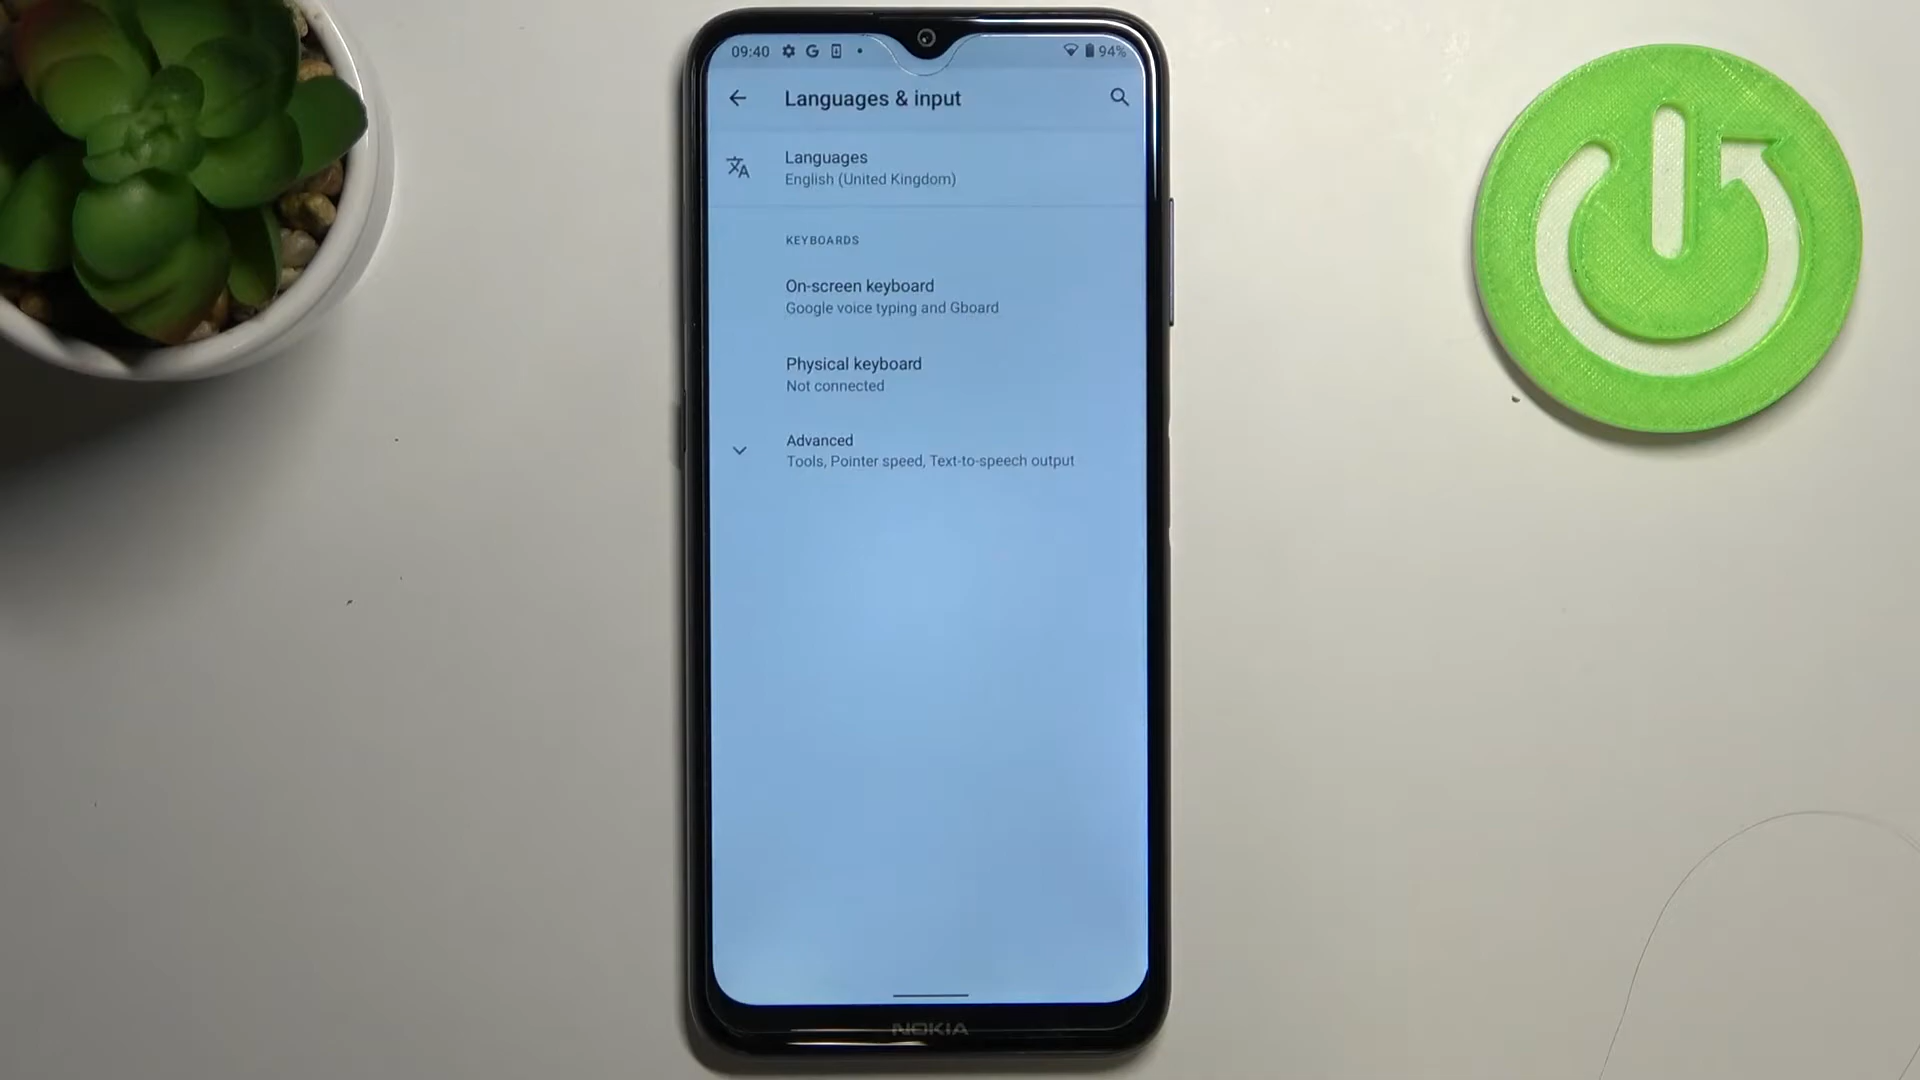 09:40 94%
Languages & input
Languages
English (United Kingdom)
KEYBOARDS
On-screen keyboard
Google voice typing and Gboard
Physical keyboard
Not connected
Advanced
Tools, Pointer speed, Text-to-speech output
NOKIA